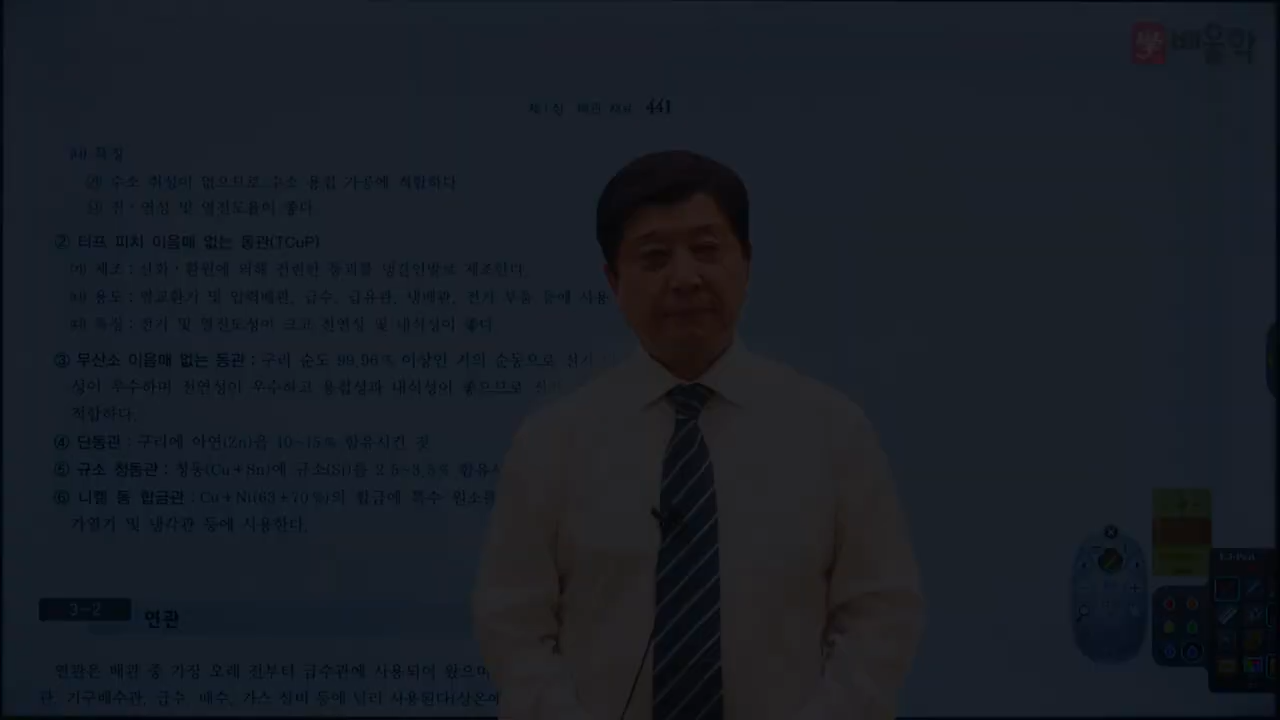 배울학
제1장 배관 재료 441
(나) 특징
㉮ 수소 취성이 없으므로 수소 용접 가공에 적합하다
㉯ 전·연성 및 열전도율이 좋다
② 터프 피치 이음매 없는 동관(TCuP)
(가) 제조 : 산화·환원에 의해 전련한 동괴를 냉간인발로 제조한다
(나) 용도 : 열교환기 및 압력배관, 급수, 급유관, 냉매관, 전기 부품 등에 사용
(다) 특징 : 전기 및 열전도성이 크고 전연성 및 내식성이 좋다
③ 무산소 이음매 없는 동관 : 구리 순도 99.96% 이상인 저의 순동으로 전기
성이 우수하며 전연성이 우수하고 용접성과 내식성이 좋으므로
적합하다.
④ 단동관 : 구리에 아연(Zn)을 10~15% 함유시킨 것
⑤ 규소 청동관 : 청동(Cu+Sn)에 규소(Si)를 2.5~3.5% 함유시
⑥ 니켈 동 합금관 : Cu+Ni(63+70%)의 합금에 특수 원소를
가열기 및 냉각관 등에 사용한다.
3-2 연관
연관은 배관 중 가장 오래 전부터 급수관에 사용되어 왔으며
관, 기구배수관, 급수, 배수, 가스 설비 등에 널리 사용된다(상온에